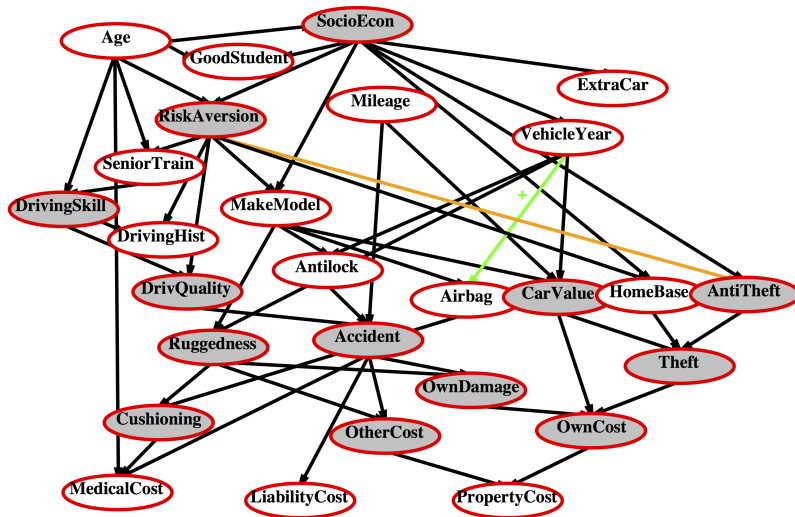 SocioEcon
Age
GoodStudent
ExtraCar
Mileage
RiskAversion
VehicleYear
SeniorTrain
+
DrivingSkill
MakeModel
DrivingHist
Antilock
DrivQuality
Airbag
CarValue
HomeBase
AntiTheft
Ruggedness
Accident
Theft
OwnDamage
Cushioning
OtherCost
OwnCost
MedicalCost
LiabilityCost
PropertyCost